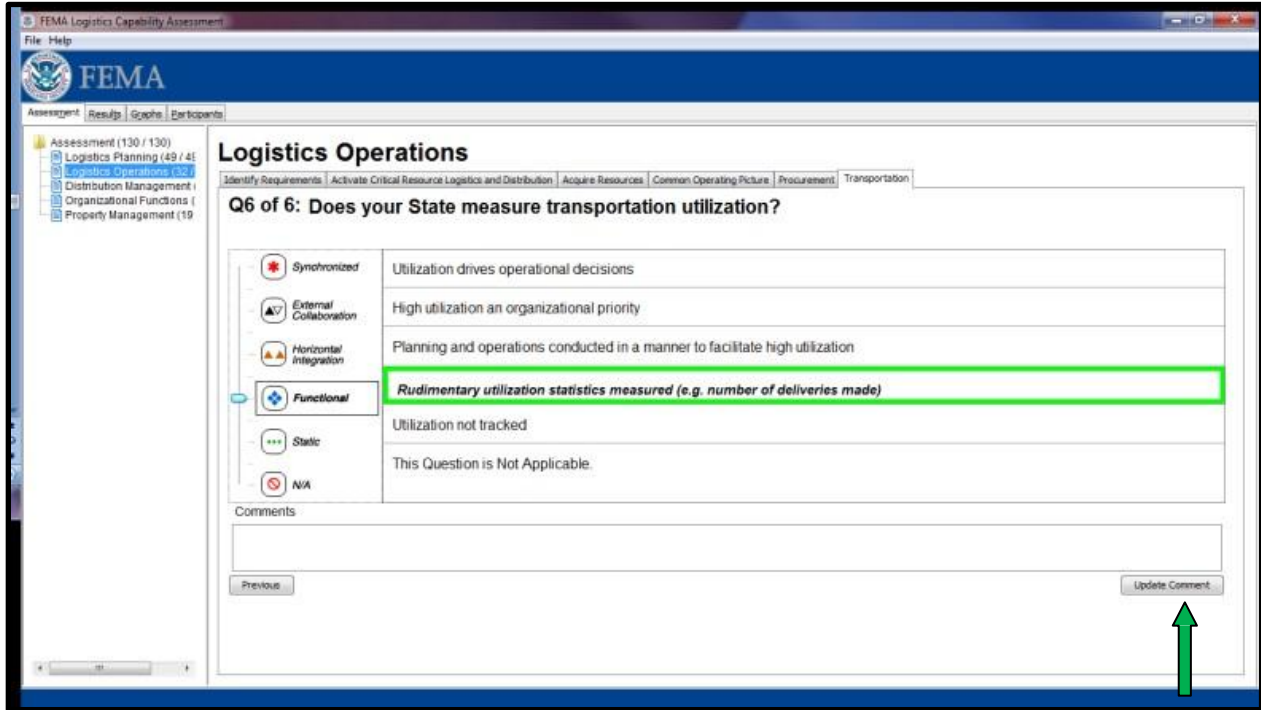 FEMA Logistics Capability Assessment
File Help
FEMA
Assessment Results Graphs Participants
Assessment (130 / 130)
Logistics Planning (49 / 4
Logistics Operations (32 /
Distribution Management (
Organizational Functions (
Property Management (19
Logistics Operations
Identify Requirements Activate Critical Resource Logistics and Distribution Acquire Resources Common Operating Picture Procurement Transportation
Q6 of 6: Does your State measure transportation utilization?
Synchronized Utilization drives operational decisions
External Collaboration High utilization an organizational priority
Horizontal Integration Planning and operations conducted in a manner to facilitate high utilization
Functional Rudimentary utilization statistics measured (e.g. number of deliveries made)
Static Utilization not tracked
N/A This Question is Not Applicable.
Comments
Previous Update Comment